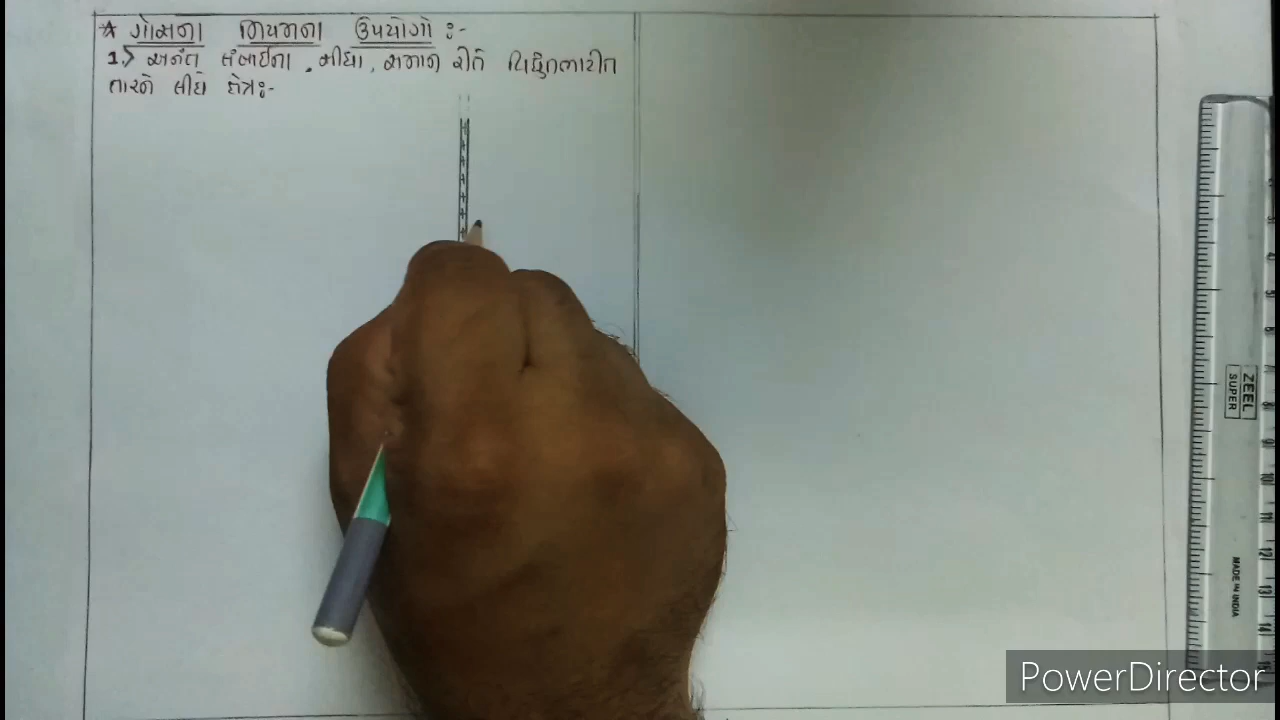 * ગોસના નિયમના ઉપયોગો :-
1.> અનંત લંબાઈના , સીધા , સમાન રીતે વિદ્યુતભારીત
તારને લીધે ક્ષેત્ર:-
ZEEL
SUPER
MADE IN INDIA
PowerDirector